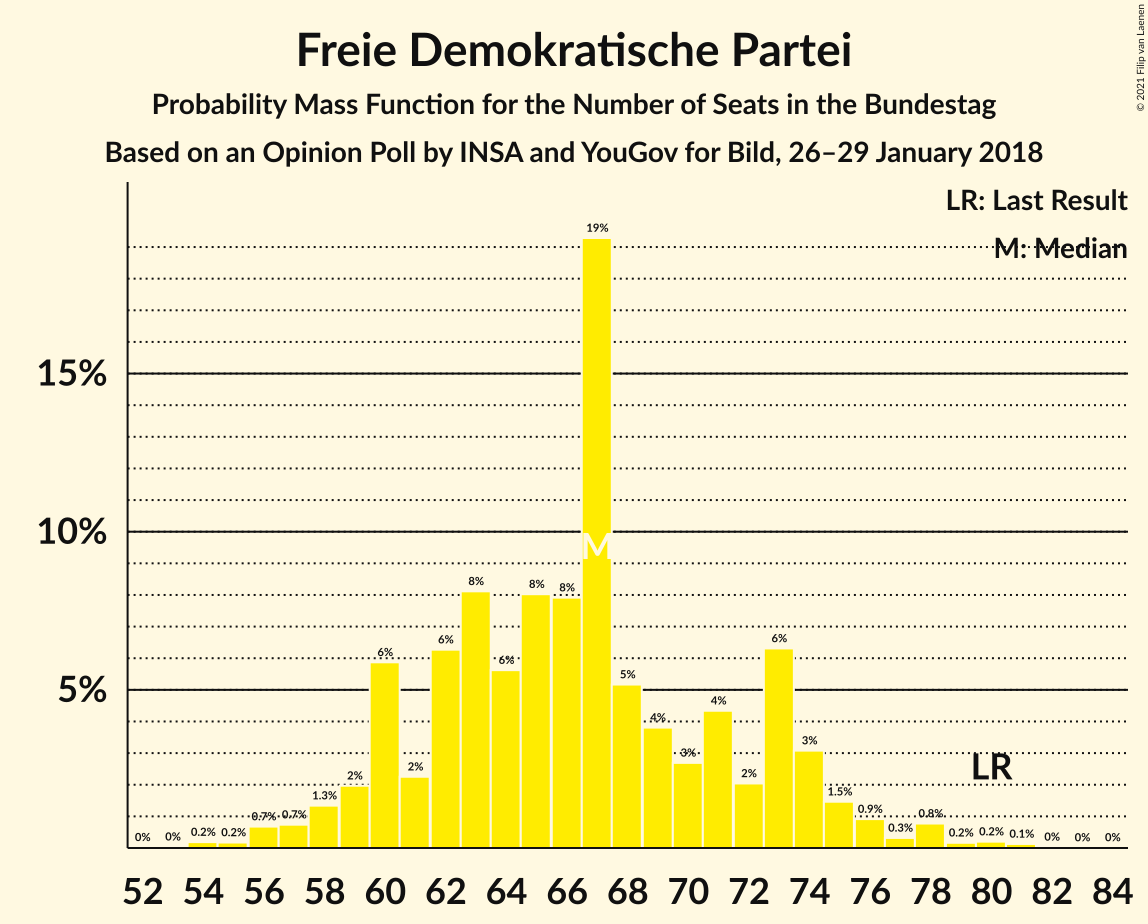 © 2021 Filip van Laenen
Freie Demokratische Partei
Probability Mass Function for the Number of Seats in the Bundestag
Based on an Opinion Poll by INSA and YouGov for Bild, 26–29 January 2018
LR: Last Result
M: Median
15%
10%
5%
0% 0% 0.2% 0.2% 0.7% 0.7% 1.3% 2% 6% 2% 6% 8% 6% 8% 8% 19% 5% 4% 3% 4% 2% 6% 3% 1.5% 0.9% 0.3% 0.8% 0.2% 0.2% 0.1% 0% 0% 0%
M
LR
52 54 56 58 60 62 64 66 68 70 72 74 76 78 80 82 84